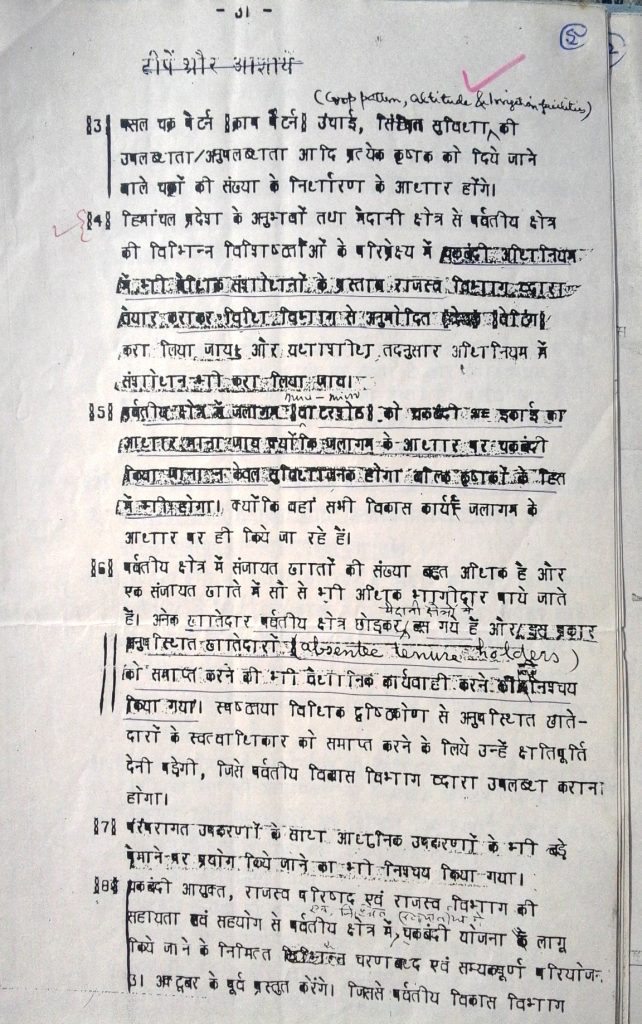 - 31 -
5
टीपें और आज्ञायें
(Crop pattern, altitude & Irrigation facilities)
॥3॥ फसल चक्र पैटर्न ॥क्राप पैटर्न॥ उंचाई, सिंचित सुविधा की
उपलब्धता/अनुपलब्धता आदि प्रत्येक कृषक को दिये जाने
वाले चकों की संख्या के निर्धारण के आधार होंगे।
॥4॥ हिमांचल प्रदेश के अनुभवों तथा मैदानी क्षेत्र से पर्वतीय क्षेत्र
की विभिन्न विशिष्टताओं के परिप्रेक्ष्य में चकबंदी अधिनियम
में भी वैधिक संशोधनों के प्रस्ताव राजस्व विभाग व्दारा
तैयार कराकर विधि विभाग से अनुमोदित ॥वेटिंग॥
करा लिया जाय और यथाशीघ्र तदनुसार अधिनियम में
संशोधन भी करा लिया जाय।
mini - micro
॥5॥ पर्वतीय क्षेत्र में जलागम ॥वाटरशेड॥ को चकबंदी इकाई का
आधार माना जाय क्योंकि जलागम के आधार पर चकबंदी
किया जाना न केवल सुविधाजनक होगा बल्कि कृषकों के हित
में भी होगा। क्योंकि वहां सभी विकास कार्य जलागम के
आधार पर ही किये जा रहे हैं।
॥6॥ पर्वतीय क्षेत्र में संजायत खातों की संख्या बहुत अधिक है और
एक संजायत खाते में सौ से भी अधिक भागीदार पाये जाते
मैदानी क्षेत्रों में
हैं। अनेक खातेदार पर्वतीय क्षेत्र छोड़कर बस गये हैं और इस प्रकार
अनुपस्थित खातेदारों (absentee tenure holders)
को समाप्त करने की भी वैधानिक कार्यवाही करने का निश्चय
किया गया। स्पष्टतया विधिक दृष्टिकोण से अनुपस्थित खाते-
दारों के स्वत्वाधिकार को समाप्त करने के लिये उन्हें क्षतिपूर्ति
देनी पड़ेगी, जिसे पर्वतीय विकास विभाग व्दारा उपलब्ध कराना
होगा।
॥7॥ परंपरागत उपकरणों के साथ आधुनिक उपकरणों के भी बड़े
पैमाने पर प्रयोग किये जाने का भी निश्चय किया गया।
॥8॥ चकबंदी आयुक्त, राजस्व परिषद एवं राजस्व विभाग की
सहायता एवं सहयोग से पर्वतीय क्षेत्र में चकबंदी योजना के लागू
किये जाने के निमित्त चरणबध्द एवं सम्यकपूर्ण परियोज
31 अक्टूबर के पूर्व प्रस्तुत करेंगे। जिससे पर्वतीय विकास विभाग